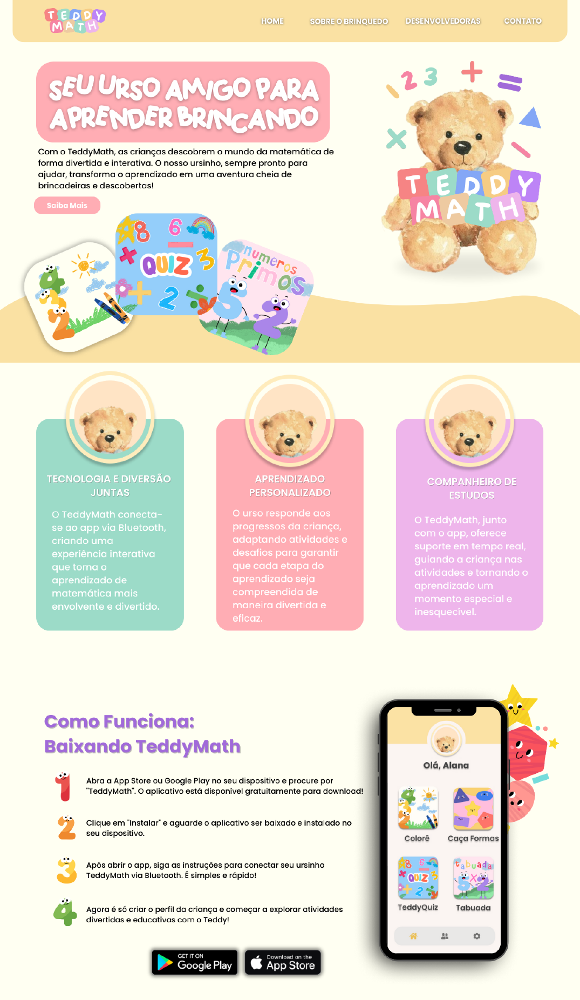 TEDDY
MATH
HOME
SOBRE O BRINQUEDO
DESENVOLVEDORAS
CONTATO
SEU URSO AMIGO PARA
APRENDER BRINCANDO
Com o TeddyMath, as crianças descobrem o mundo da matemática de
forma divertida e interativa. O nosso ursinho, sempre pronto para
ajudar, transforma o aprendizado em uma aventura cheia de
brincadeiras e descobertas!
Saiba Mais
1 2 3 + =
×
TEDDY
MATH
4
3
2
8 6
× − 3
QUIZ
+ 2 ÷
numeros
Primos
5 2
TECNOLOGIA E DIVERSÃO
JUNTAS
O TeddyMath conecta-
se ao app via Bluetooth,
criando uma
experiência interativa
que torna o
aprendizado de
matemática mais
envolvente e divertido.
APRENDIZADO
PERSONALIZADO
O urso responde aos
progressos da criança,
adaptando atividades e
desafios para garantir
que cada etapa do
aprendizado seja
compreendida de
maneira divertida e
eficaz.
COMPANHEIRO DE
ESTUDOS
O TeddyMath, junto
com o app, oferece
suporte em tempo real,
guiando a criança nas
atividades e tornando o
aprendizado um
momento especial e
inesquecível.
Como Funciona:
Baixando TeddyMath
1
Abra a App Store ou Google Play no seu dispositivo e procure por
"TeddyMath". O aplicativo está disponível gratuitamente para download!
2
Clique em "Instalar" e aguarde o aplicativo ser baixado e instalado no
seu dispositivo.
3
Após abrir o app, siga as instruções para conectar seu ursinho
TeddyMath via Bluetooth. É simples e rápido!
4
Agora é só criar o perfil da criança e começar a explorar atividades
divertidas e educativas com o Teddy!
GET IT ON
Google Play
Download on the
App Store
Olá, Alana
Colorê
Caça Formas
8 6
× − 3
QUIZ
+ 2 ÷
TeddyQuiz
tabuada
5 × 2
Tabuada